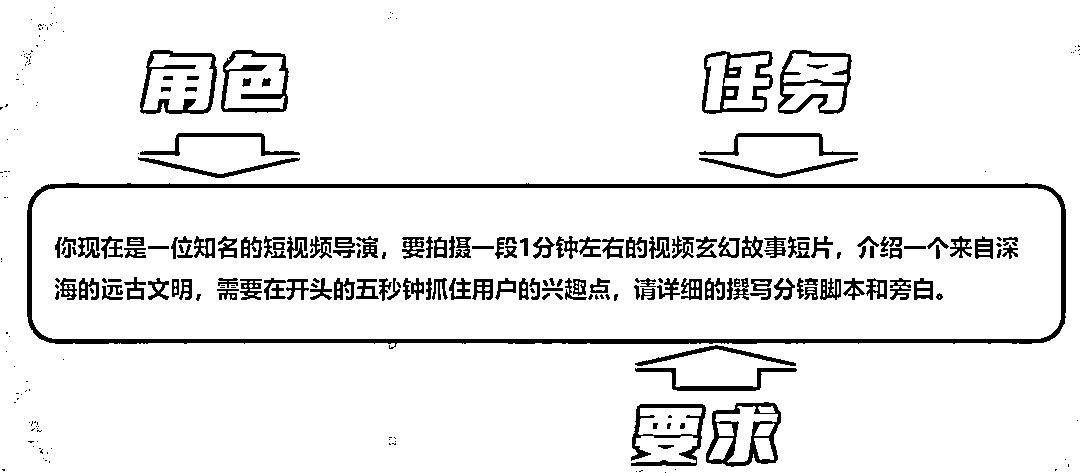 角色
任务
你现在是一位知名的短视频导演，要拍摄一段1分钟左右的视频玄幻故事短片，介绍一个来自深
海的远古文明，需要在开头的五秒钟抓住用户的兴趣点，请详细的撰写分镜脚本和旁白。
要求